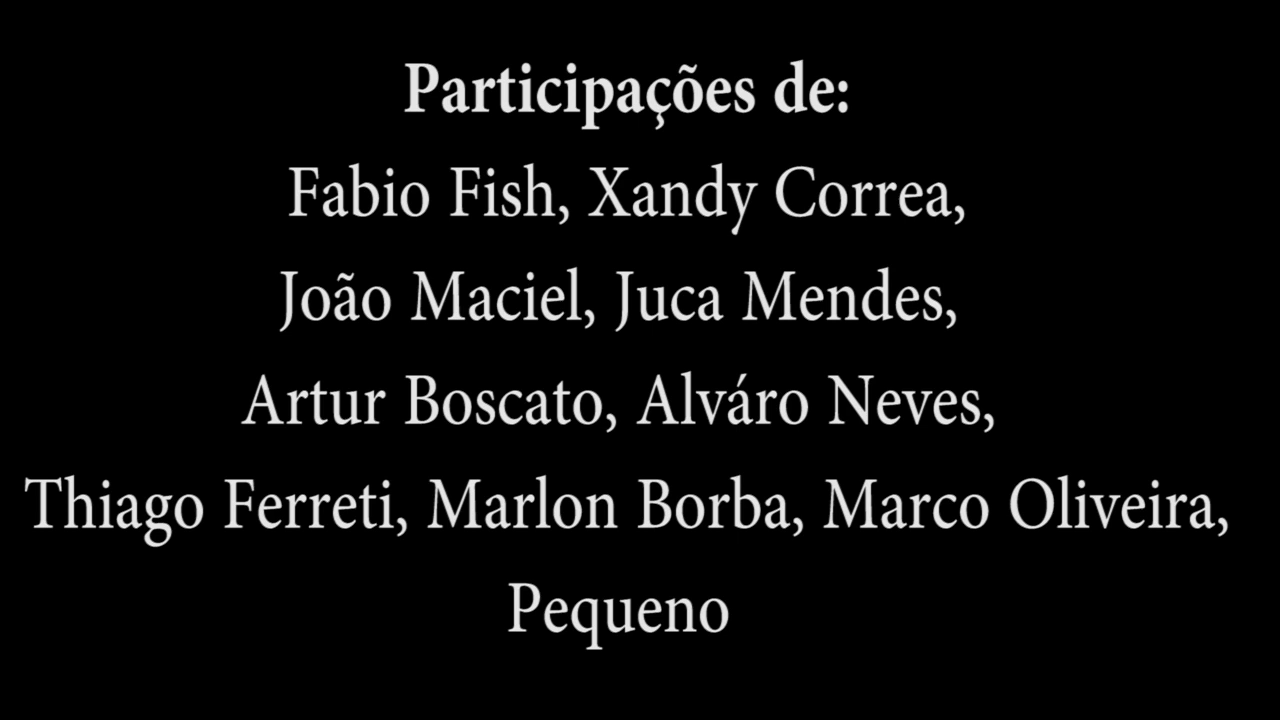 Participações de:
Fabio Fish, Xandy Correa,
João Maciel, Juca Mendes,
Artur Boscato, Alváro Neves,
Thiago Ferreti, Marlon Borba, Marco Oliveira,
Pequeno